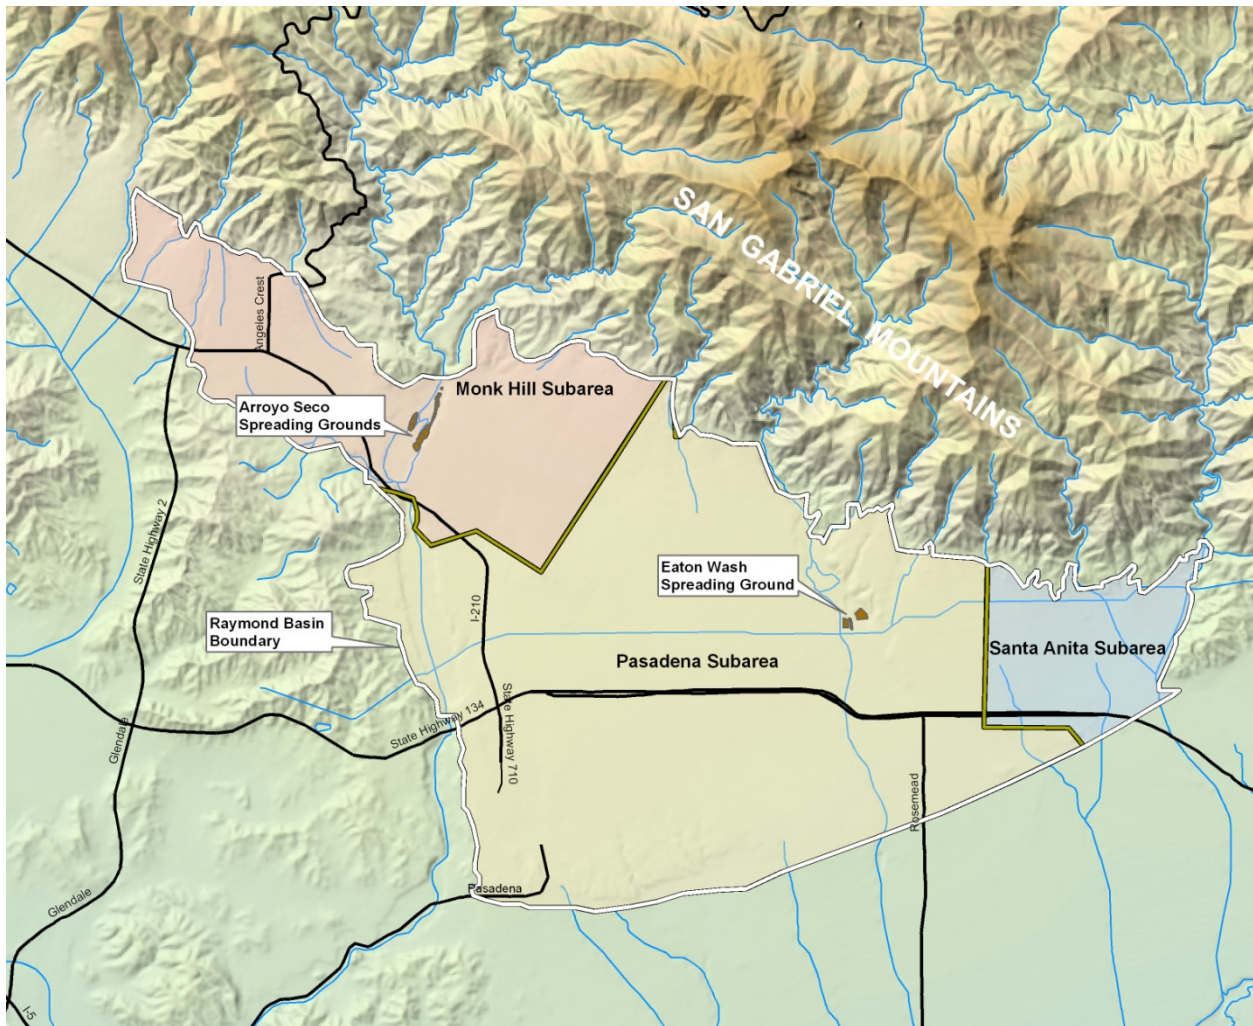 SAN GABRIEL MOUNTAINS
Angeles Crest
Monk Hill Subarea
Arroyo Seco
Spreading Grounds
State Highway 2
Eaton Wash
Spreading Ground
I-210
Raymond Basin
Boundary
Santa Anita Subarea
Pasadena Subarea
State Highway 134
State Highway 710
Glendale
Rosemead
Pasadena
Glendale
I-5